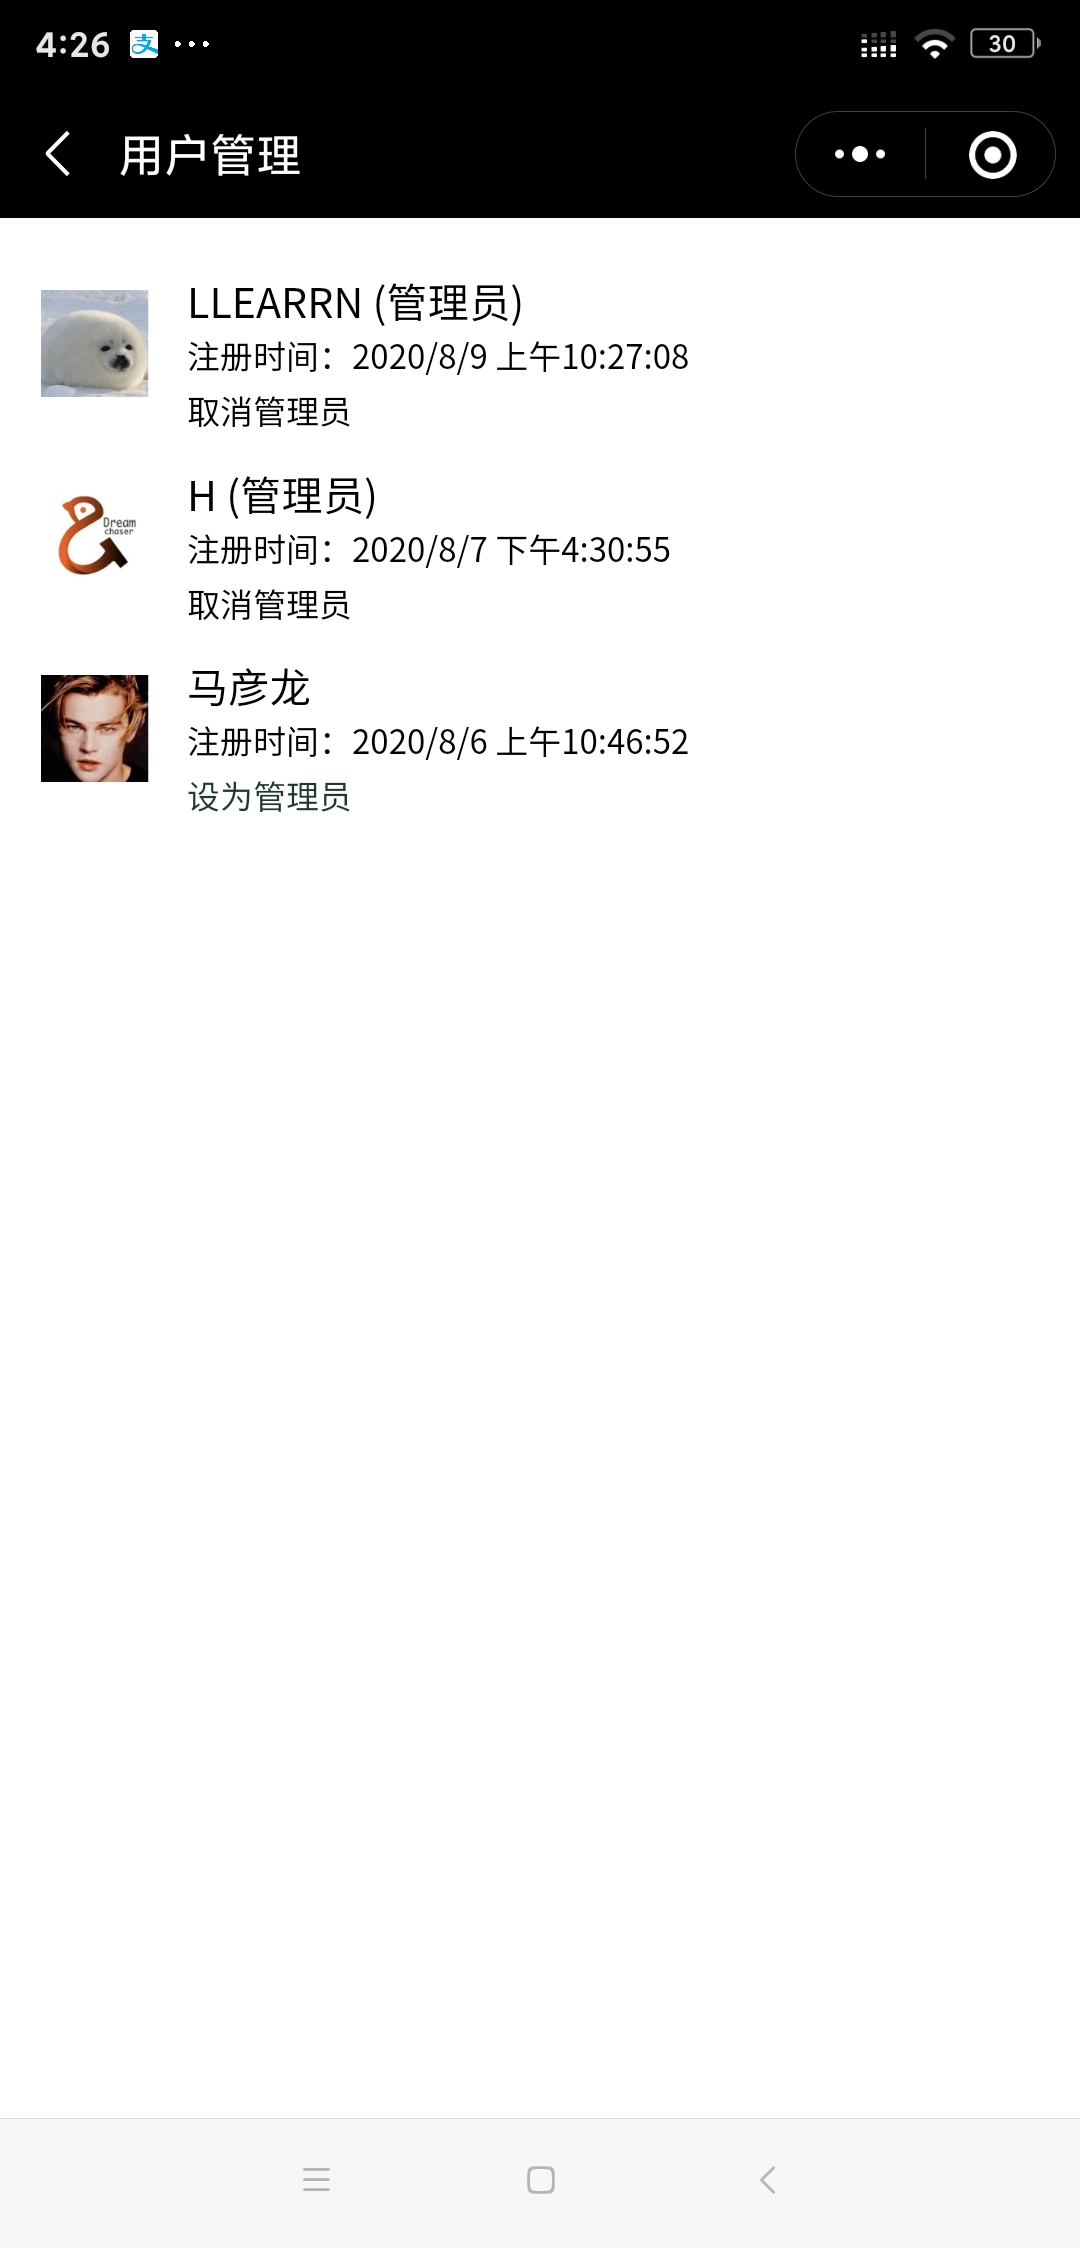 4:26
30
用户管理
LLEARRN (管理员)
注册时间：2020/8/9 上午10:27:08
取消管理员
Dream
chaser
H (管理员)
注册时间：2020/8/7 下午4:30:55
取消管理员
马彦龙
注册时间：2020/8/6 上午10:46:52
设为管理员